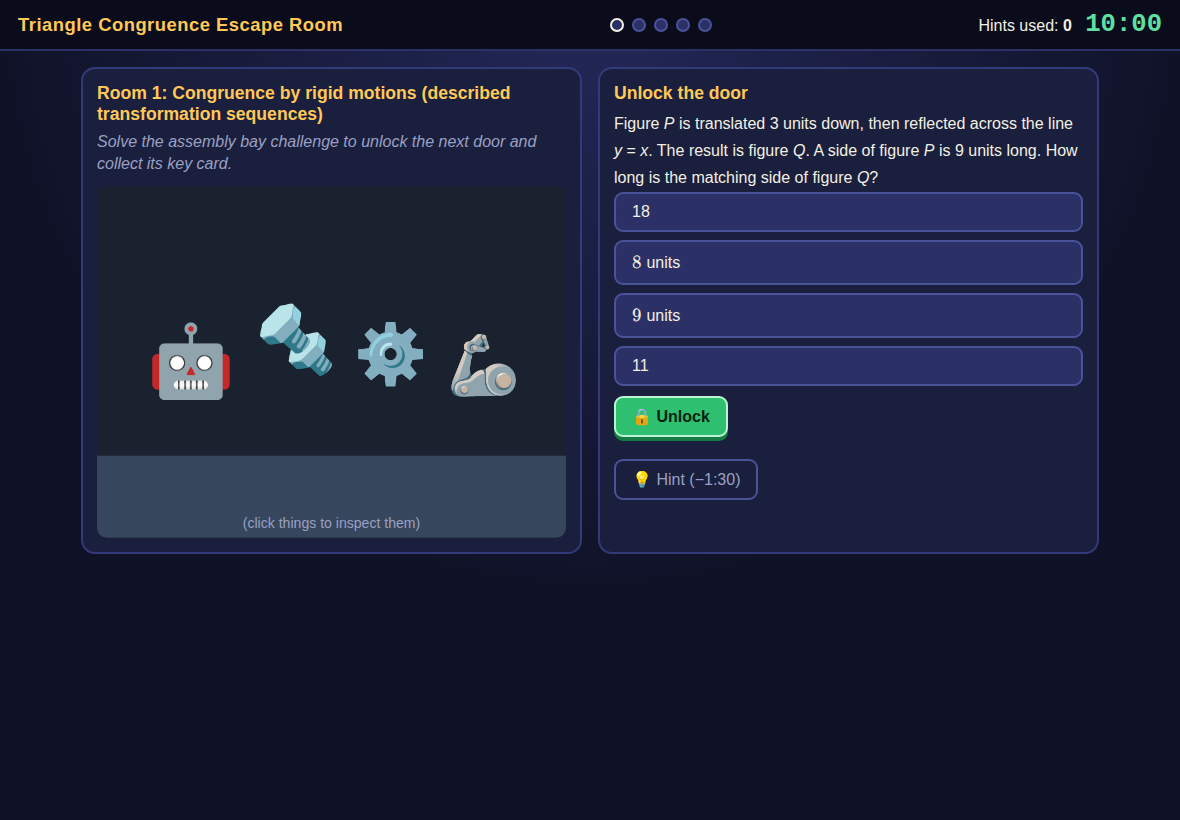 Triangle Congruence Escape Room
Hints used: 0 10:00
Room 1: Congruence by rigid motions (described
transformation sequences)
Solve the assembly bay challenge to unlock the next door and
collect its key card.
(click things to inspect them)
Unlock the door
Figure P is translated 3 units down, then reflected across the line
y = x. The result is figure Q. A side of figure P is 9 units long. How
long is the matching side of figure Q?
18
8 units
9 units
11
🔒 Unlock
💡 Hint (−1:30)